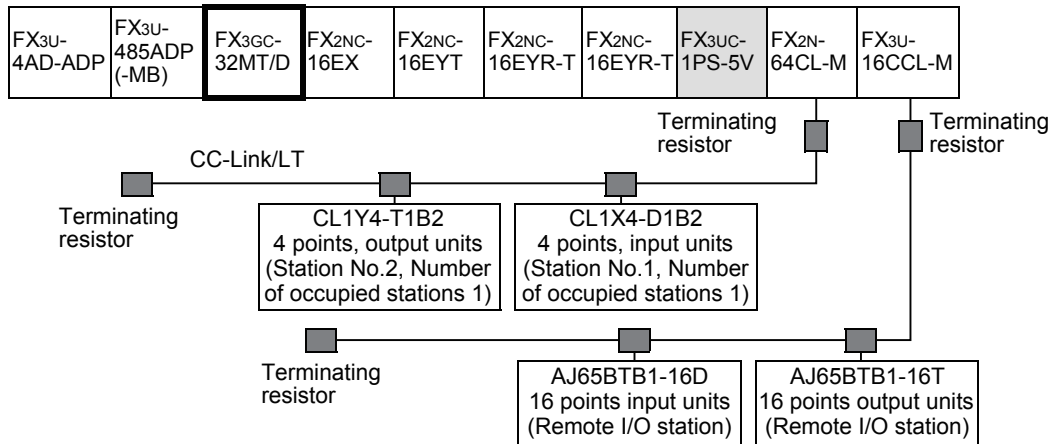 FX3U-
4AD-ADP
FX3U-
485ADP
(-MB)
FX3GC-
32MT/D
FX2NC-
16EX
FX2NC-
16EYT
FX2NC-
16EYR-T
FX2NC-
16EYR-T
FX3UC-
1PS-5V
FX2N-
64CL-M
FX3U-
16CCL-M
Terminating
resistor
Terminating
resistor
CC-Link/LT
Terminating
resistor
CL1Y4-T1B2
4 points, output units
(Station No.2, Number
of occupied stations 1)
CL1X4-D1B2
4 points, input units
(Station No.1, Number
of occupied stations 1)
Terminating
resistor
AJ65BTB1-16D
16 points input units
(Remote I/O station)
AJ65BTB1-16T
16 points output units
(Remote I/O station)